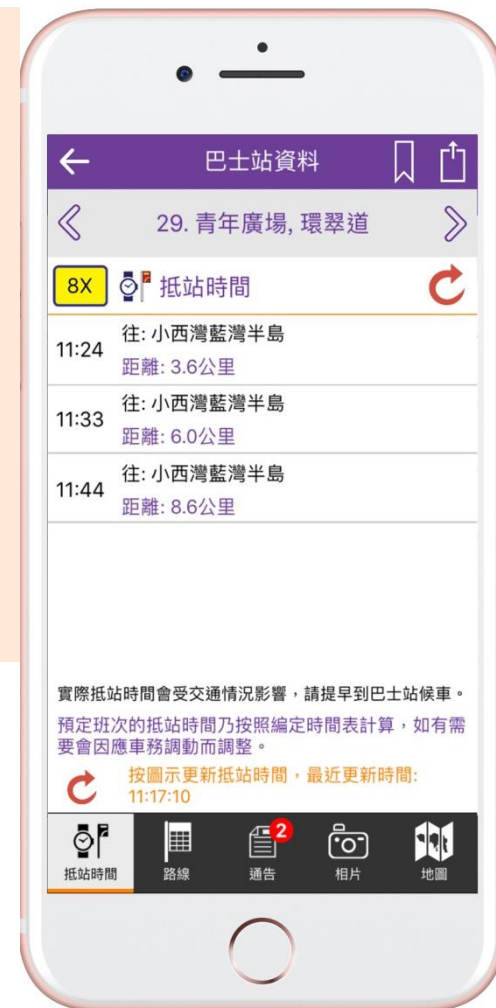 巴士站資料
29. 青年廣場, 環翠道
8X 抵站時間
11:24 往: 小西灣藍灣半島
距離: 3.6公里
11:33 往: 小西灣藍灣半島
距離: 6.0公里
11:44 往: 小西灣藍灣半島
距離: 8.6公里
實際抵站時間會受交通情況影響，請提早到巴士站候車。
預定班次的抵站時間乃按照編定時間表計算，如有需
要會因應車務調動而調整。
按圖示更新抵站時間，最近更新時間:
11:17:10
2
抵站時間 路線 通告 相片 地圖